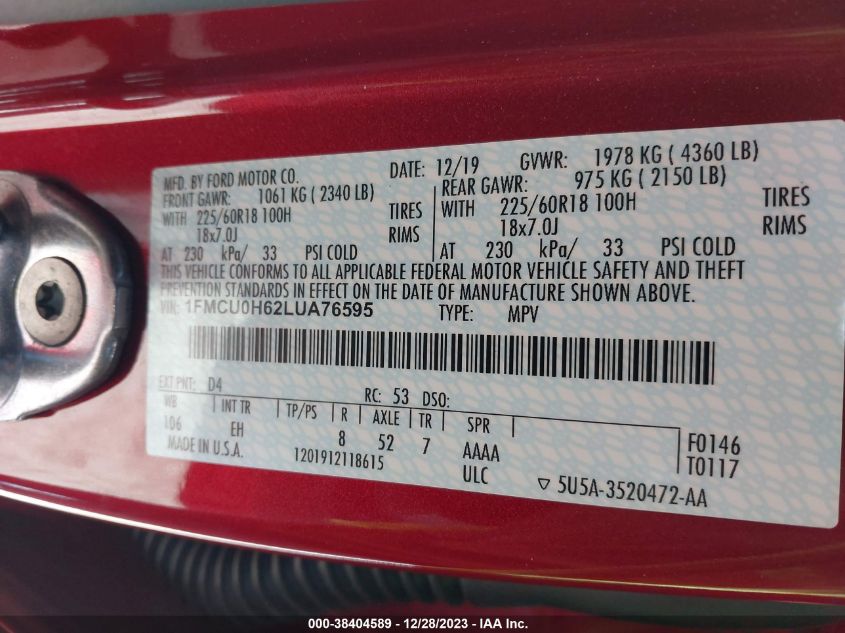 MFD. BY FORD MOTOR CO. DATE: 12/19 GVWR: 1978 KG ( 4360 LB)
FRONT GAWR: 1061 KG ( 2340 LB) REAR GAWR: 975 KG ( 2150 LB)
WITH 225/60R18 100H TIRES WITH 225/60R18 100H TIRES
18x7.0J RIMS 18x7.0J RIMS
AT 230 kPa/ 33 PSI COLD AT 230 kPa/ 33 PSI COLD
THIS VEHICLE CONFORMS TO ALL APPLICABLE FEDERAL MOTOR VEHICLE SAFETY AND THEFT
PREVENTION STANDARDS IN EFFECT ON THE DATE OF MANUFACTURE SHOWN ABOVE.
VIN: 1FMCU0H62LUA76595 TYPE: MPV
EXT PNT: D4 RC: 53 DSO:
WB INT TR TP/PS R AXLE TR SPR
106 EH 8 52 7 AAAA F0146
MADE IN U.S.A. 1201912118615 ULC T0117
▽ 5U5A-3520472-AA
000-38404589 - 12/28/2023 - IAA Inc.